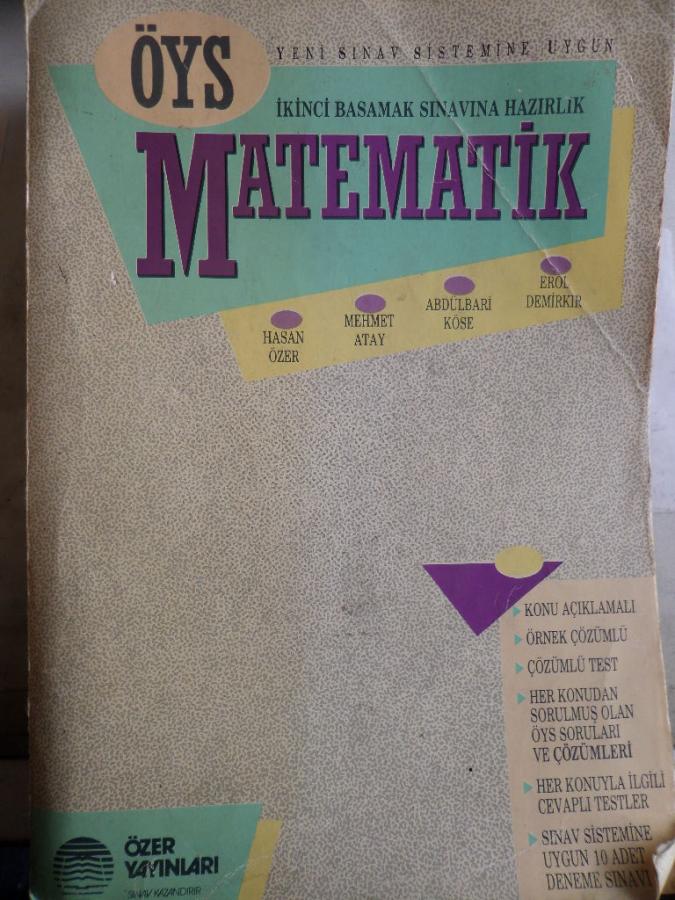 ÖYS
YENİ SINAV SİSTEMİNE UYGUN
İKİNCİ BASAMAK SINAVINA HAZIRLIK
MATEMATİK
HASAN
ÖZER
MEHMET
ATAY
ABDÜLBARİ
KÖSE
EROL
DEMİRKIR
KONU AÇIKLAMALI
ÖRNEK ÇÖZÜMLÜ
ÇÖZÜMLÜ TEST
HER KONUDAN
SORULMUŞ OLAN
ÖYS SORULARI
VE ÇÖZÜMLERİ
HER KONUYLA İLGİLİ
CEVAPLI TESTLER
SINAV SİSTEMİNE
UYGUN 10 ADET
DENEME SINAVI
ÖZER
YAYINLARI
SINAV KAZANDIRIR